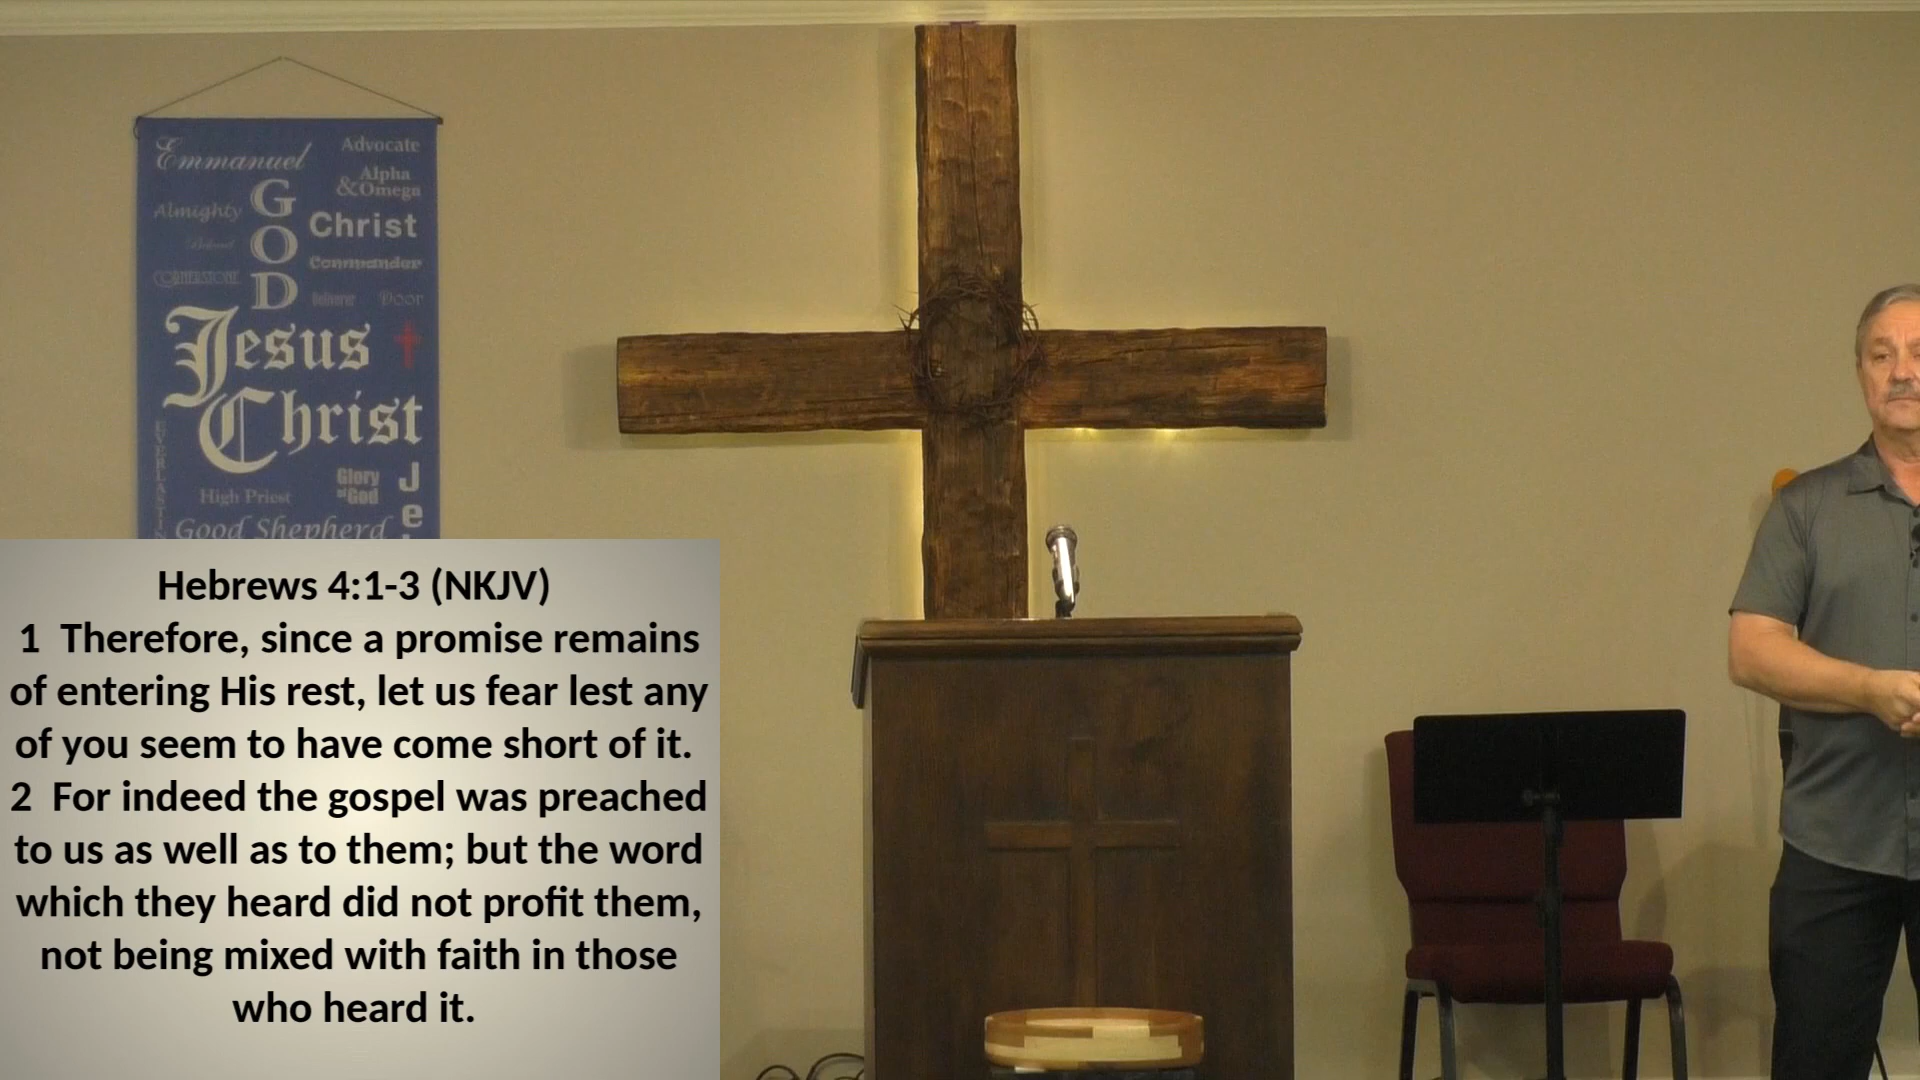 Emmanuel
Advocate
Alpha
&Omega
GOD
Almighty
Christ
Beloved
Commander
CORNERSTONE
Deliverer
Door
Jesus
Christ
High Priest
Glory
of God
Good Shepherd
Hebrews 4:1-3 (NKJV)
1 Therefore, since a promise remains
of entering His rest, let us fear lest any
of you seem to have come short of it.
2 For indeed the gospel was preached
to us as well as to them; but the word
which they heard did not profit them,
not being mixed with faith in those
who heard it.